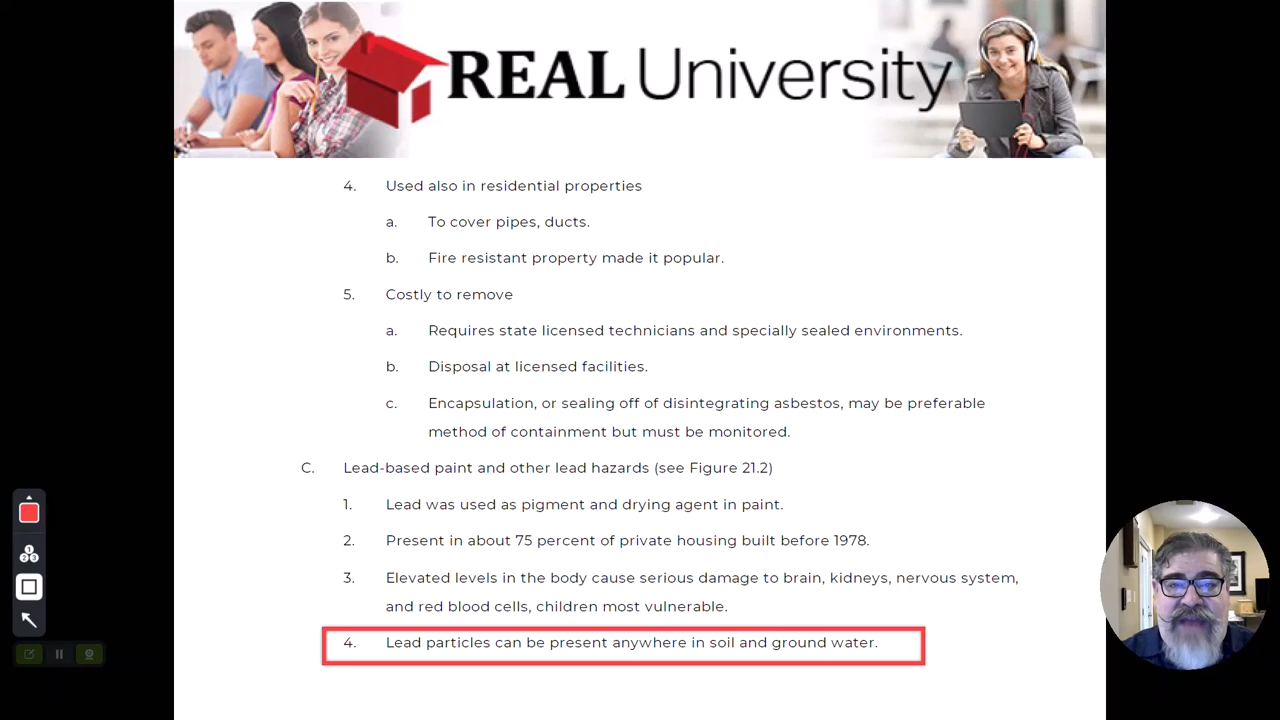 REAL University
4. Used also in residential properties
a. To cover pipes, ducts.
b. Fire resistant property made it popular.
5. Costly to remove
a. Requires state licensed technicians and specially sealed environments.
b. Disposal at licensed facilities.
c. Encapsulation, or sealing off of disintegrating asbestos, may be preferable
method of containment but must be monitored.
C. Lead-based paint and other lead hazards (see Figure 21.2)
1. Lead was used as pigment and drying agent in paint.
2. Present in about 75 percent of private housing built before 1978.
3. Elevated levels in the body cause serious damage to brain, kidneys, nervous system,
and red blood cells, children most vulnerable.
4. Lead particles can be present anywhere in soil and ground water.